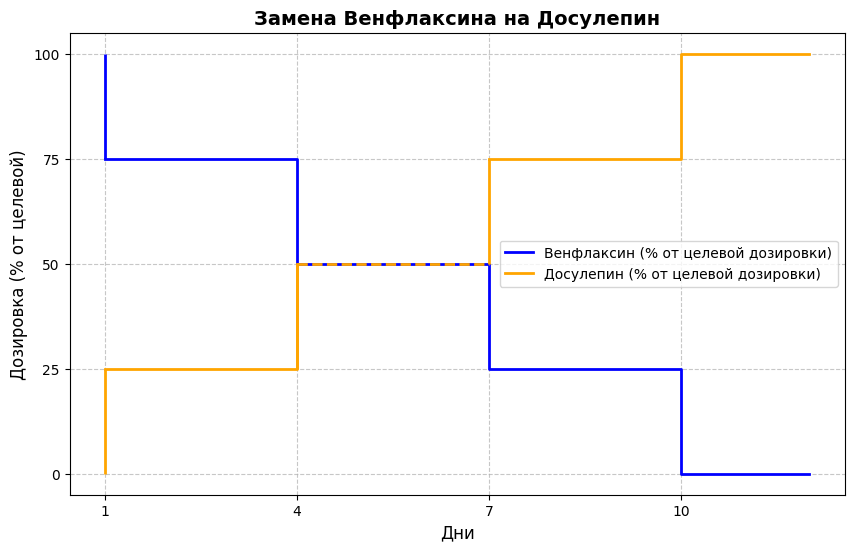 Замена Венфлаксина на Досулепин
Дозировка (% от целевой)
100
75
50
25
0
Венфлаксин (% от целевой дозировки)
Досулепин (% от целевой дозировки)
1
4
7
10
Дни